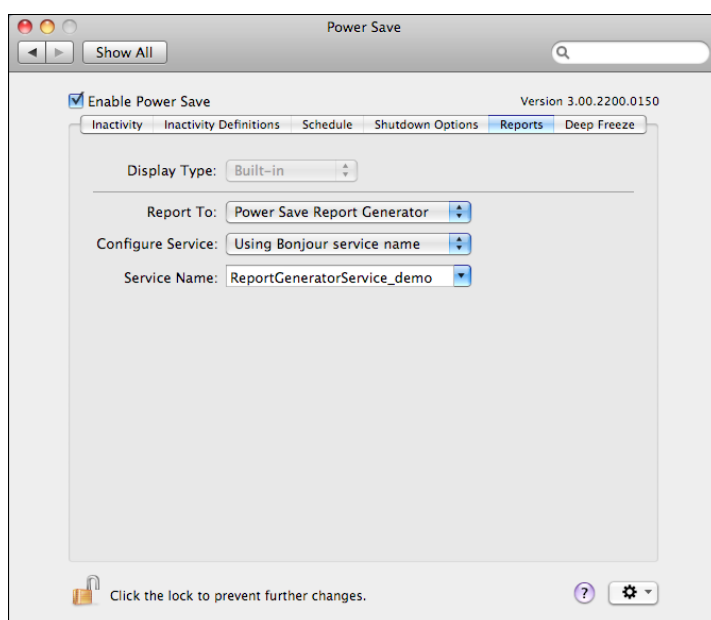 Power Save
Show All
Enable Power Save
Version 3.00.2200.0150
Inactivity Inactivity Definitions Schedule Shutdown Options Reports Deep Freeze
Display Type: Built-in
Report To: Power Save Report Generator
Configure Service: Using Bonjour service name
Service Name: ReportGeneratorService_demo
Click the lock to prevent further changes.
?